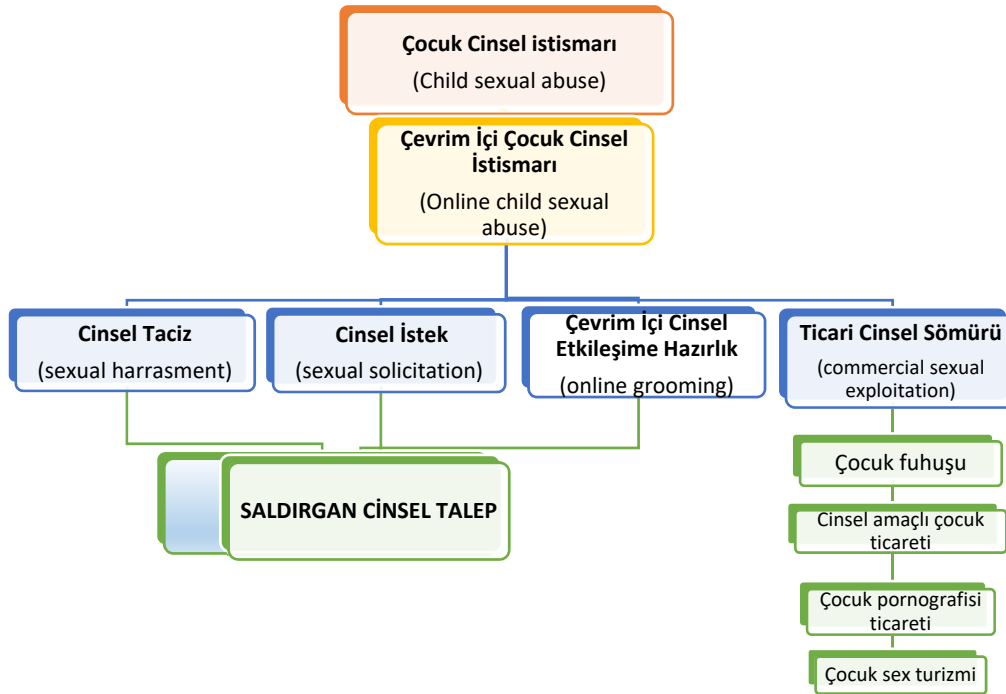 Çocuk Cinsel istismarı
(Child sexual abuse)
Çevrim İçi Çocuk Cinsel
İstismarı
(Online child sexual
abuse)
Cinsel Taciz
(sexual harrasment)
Cinsel İstek
(sexual solicitation)
Çevrim İçi Cinsel
Etkileşime Hazırlık
(online grooming)
Ticari Cinsel Sömürü
(commercial sexual
exploitation)
SALDIRGAN CİNSEL TALEP
Çocuk fuhuşu
Cinsel amaçlı çocuk
ticareti
Çocuk pornografisi
ticareti
Çocuk sex turizmi